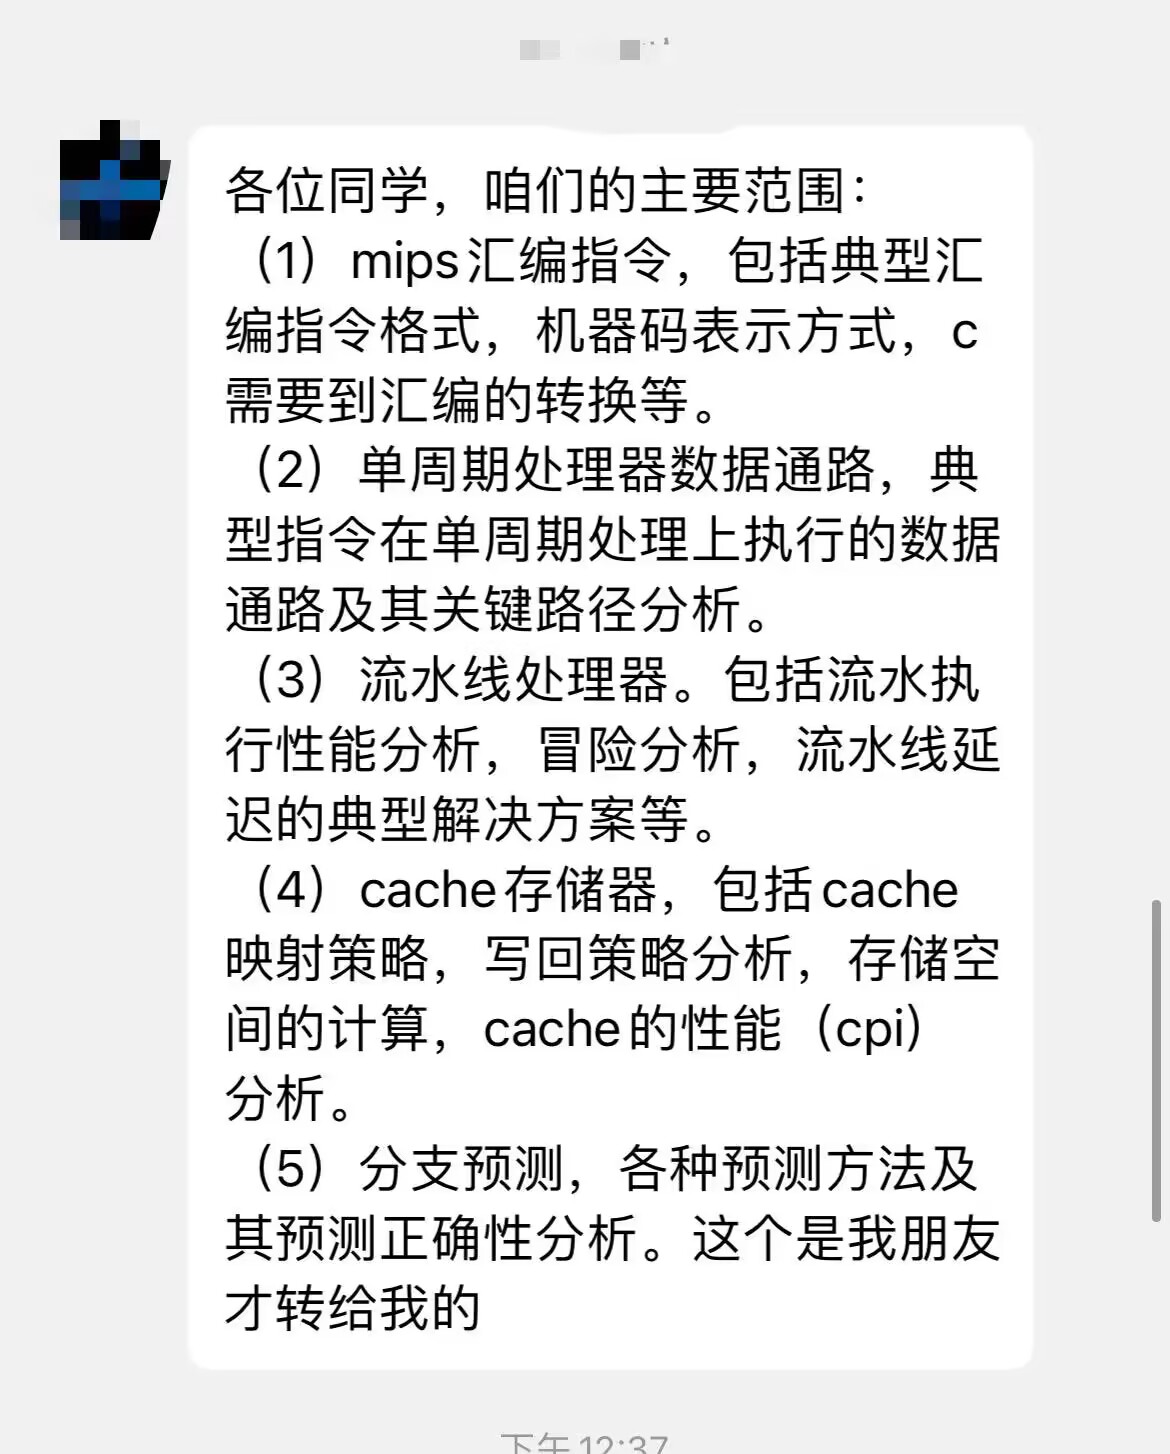 各位同学，咱们的主要范围：
（1）mips汇编指令，包括典型汇
编指令格式，机器码表示方式，c
需要到汇编的转换等。
（2）单周期处理器数据通路，典
型指令在单周期处理上执行的数据
通路及其关键路径分析。
（3）流水线处理器。包括流水执
行性能分析，冒险分析，流水线延
迟的典型解决方案等。
（4）cache存储器，包括cache
映射策略，写回策略分析，存储空
间的计算，cache的性能（cpi）
分析。
（5）分支预测，各种预测方法及
其预测正确性分析。这个是我朋友
才转给我的
下午12:37